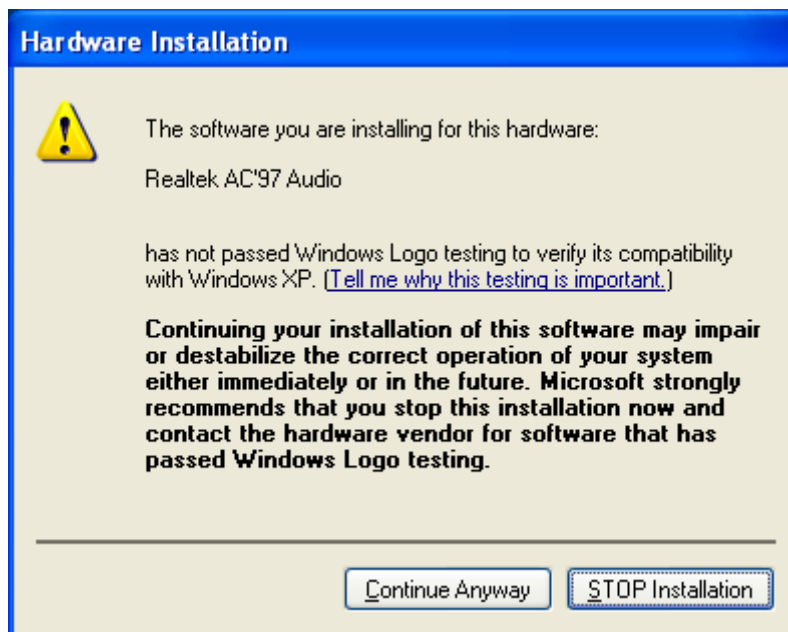 Hardware Installation
The software you are installing for this hardware:
Realtek AC'97 Audio
has not passed Windows Logo testing to verify its compatibility
with Windows XP. (Tell me why this testing is important.)
Continuing your installation of this software may impair
or destabilize the correct operation of your system
either immediately or in the future. Microsoft strongly
recommends that you stop this installation now and
contact the hardware vendor for software that has
passed Windows Logo testing.
Continue Anyway STOP Installation